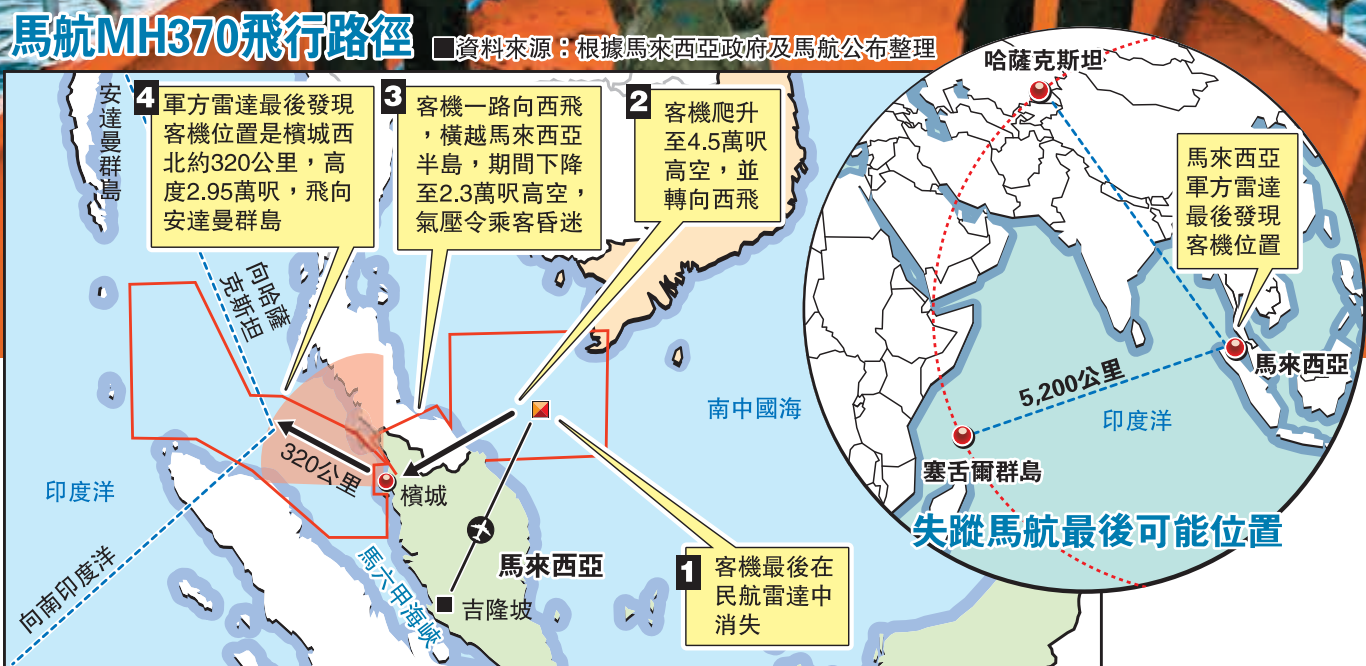 馬航MH370飛行路徑
■資料來源：根據馬來西亞政府及馬航公布整理
安達曼群島
4
軍方雷達最後發現
客機位置是檳城西
北約320公里，高
度2.95萬呎，飛向
安達曼群島
3
客機一路向西飛
，橫越馬來西亞
半島，期間下降
至2.3萬呎高空，
氣壓令乘客昏迷
2
客機爬升
至4.5萬呎
高空，並
轉向西飛
向哈薩
克斯坦
南中國海
印度洋
320公里
檳城
向南印度洋
馬六甲海峽
馬來西亞
吉隆坡
1
客機最後在
民航雷達中
消失
哈薩克斯坦
馬來西亞
軍方雷達
最後發現
客機位置
馬來西亞
5,200公里
印度洋
塞舌爾群島
失蹤馬航最後可能位置